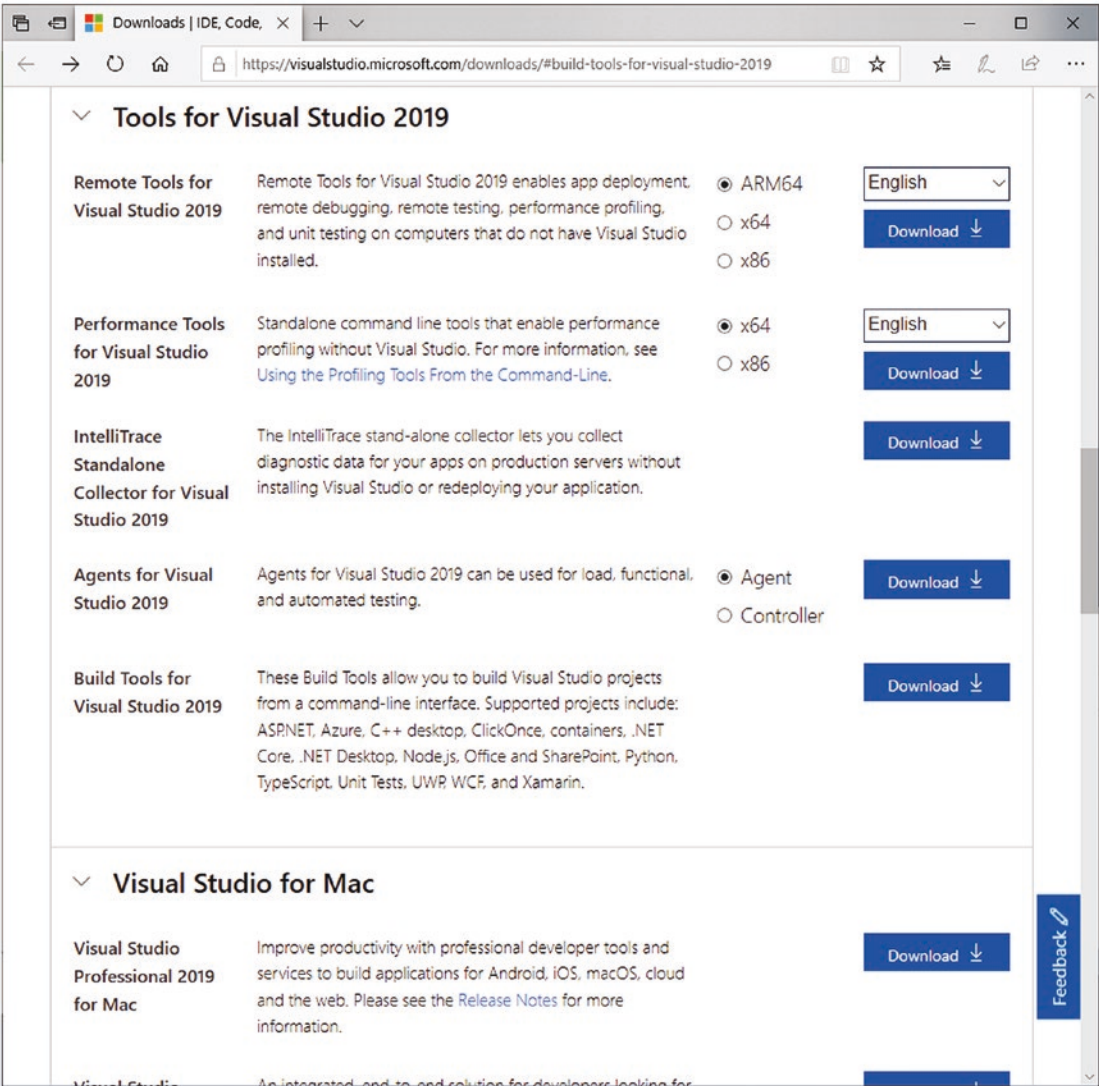 Downloads | IDE, Code,
https://visualstudio.microsoft.com/downloads/#build-tools-for-visual-studio-2019
Tools for Visual Studio 2019
Remote Tools for
Visual Studio 2019
Remote Tools for Visual Studio 2019 enables app deployment,
remote debugging, remote testing, performance profiling,
and unit testing on computers that do not have Visual Studio
installed.
ARM64
x64
x86
English
Download
Performance Tools
for Visual Studio
2019
Standalone command line tools that enable performance
profiling without Visual Studio. For more information, see
Using the Profiling Tools From the Command-Line.
x64
x86
English
Download
IntelliTrace
Standalone
Collector for Visual
Studio 2019
The IntelliTrace stand-alone collector lets you collect
diagnostic data for your apps on production servers without
installing Visual Studio or redeploying your application.
Download
Agents for Visual
Studio 2019
Agents for Visual Studio 2019 can be used for load, functional,
and automated testing.
Agent
Controller
Download
Build Tools for
Visual Studio 2019
These Build Tools allow you to build Visual Studio projects
from a command-line interface. Supported projects include:
ASP.NET, Azure, C++ desktop, ClickOnce, containers, .NET
Core, .NET Desktop, Node.js, Office and SharePoint, Python,
TypeScript, Unit Tests, UWP, WCF, and Xamarin.
Download
Visual Studio for Mac
Visual Studio
Professional 2019
for Mac
Improve productivity with professional developer tools and
services to build applications for Android, iOS, macOS, cloud
and the web. Please see the Release Notes for more
information.
Download
Feedback
Visual Studio
An integrated, end-to-end solution for developers looking for